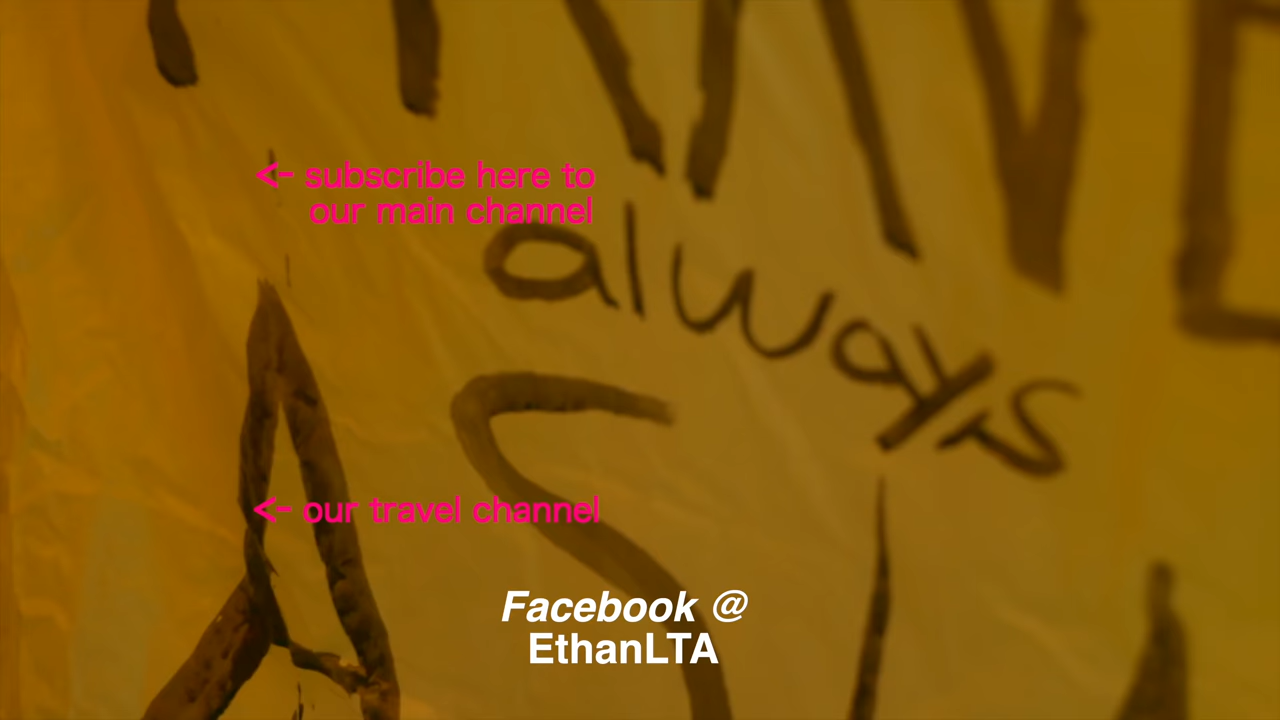 <- subscribe here to
our main channel
always
<- our travel channel
Facebook @
EthanLTA